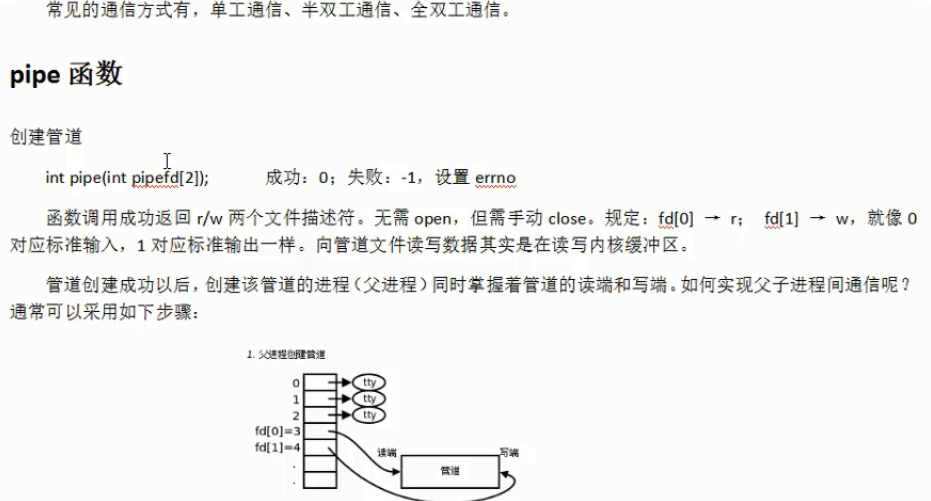 常见的通信方式有，单工通信、半双工通信、全双工通信。
pipe 函数
创建管道
int pipe(int pipefd[2]); 成功：0；失败：-1，设置 errno
函数调用成功返回 r/w 两个文件描述符。无需 open，但需手动 close。规定：fd[0] → r； fd[1] → w，就像 0
对应标准输入，1 对应标准输出一样。向管道文件读写数据其实是在读写内核缓冲区。
管道创建成功以后，创建该管道的进程（父进程）同时掌握着管道的读端和写端。如何实现父子进程间通信呢？
通常可以采用如下步骤：
1. 父进程创建管道
0 tty
1 tty
2 tty
fd[0]=3
fd[1]=4
读端 写端
管道
.
.